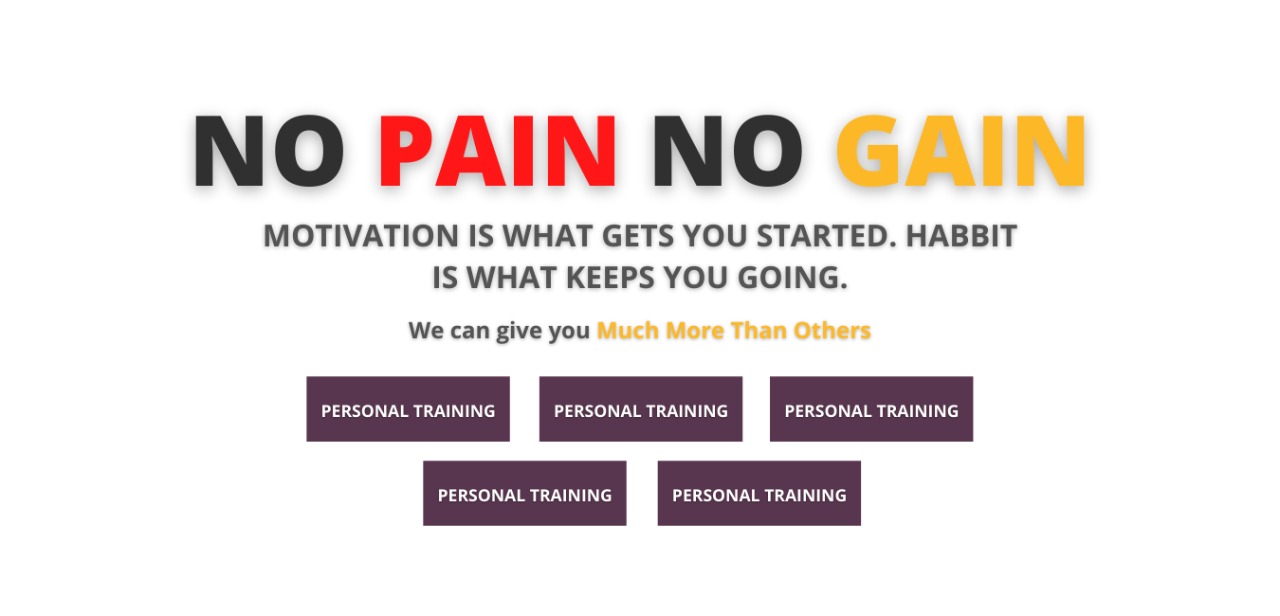 NO PAIN NO GAIN
MOTIVATION IS WHAT GETS YOU STARTED. HABBIT
IS WHAT KEEPS YOU GOING.
We can give you Much More Than Others
PERSONAL TRAINING PERSONAL TRAINING PERSONAL TRAINING
PERSONAL TRAINING PERSONAL TRAINING